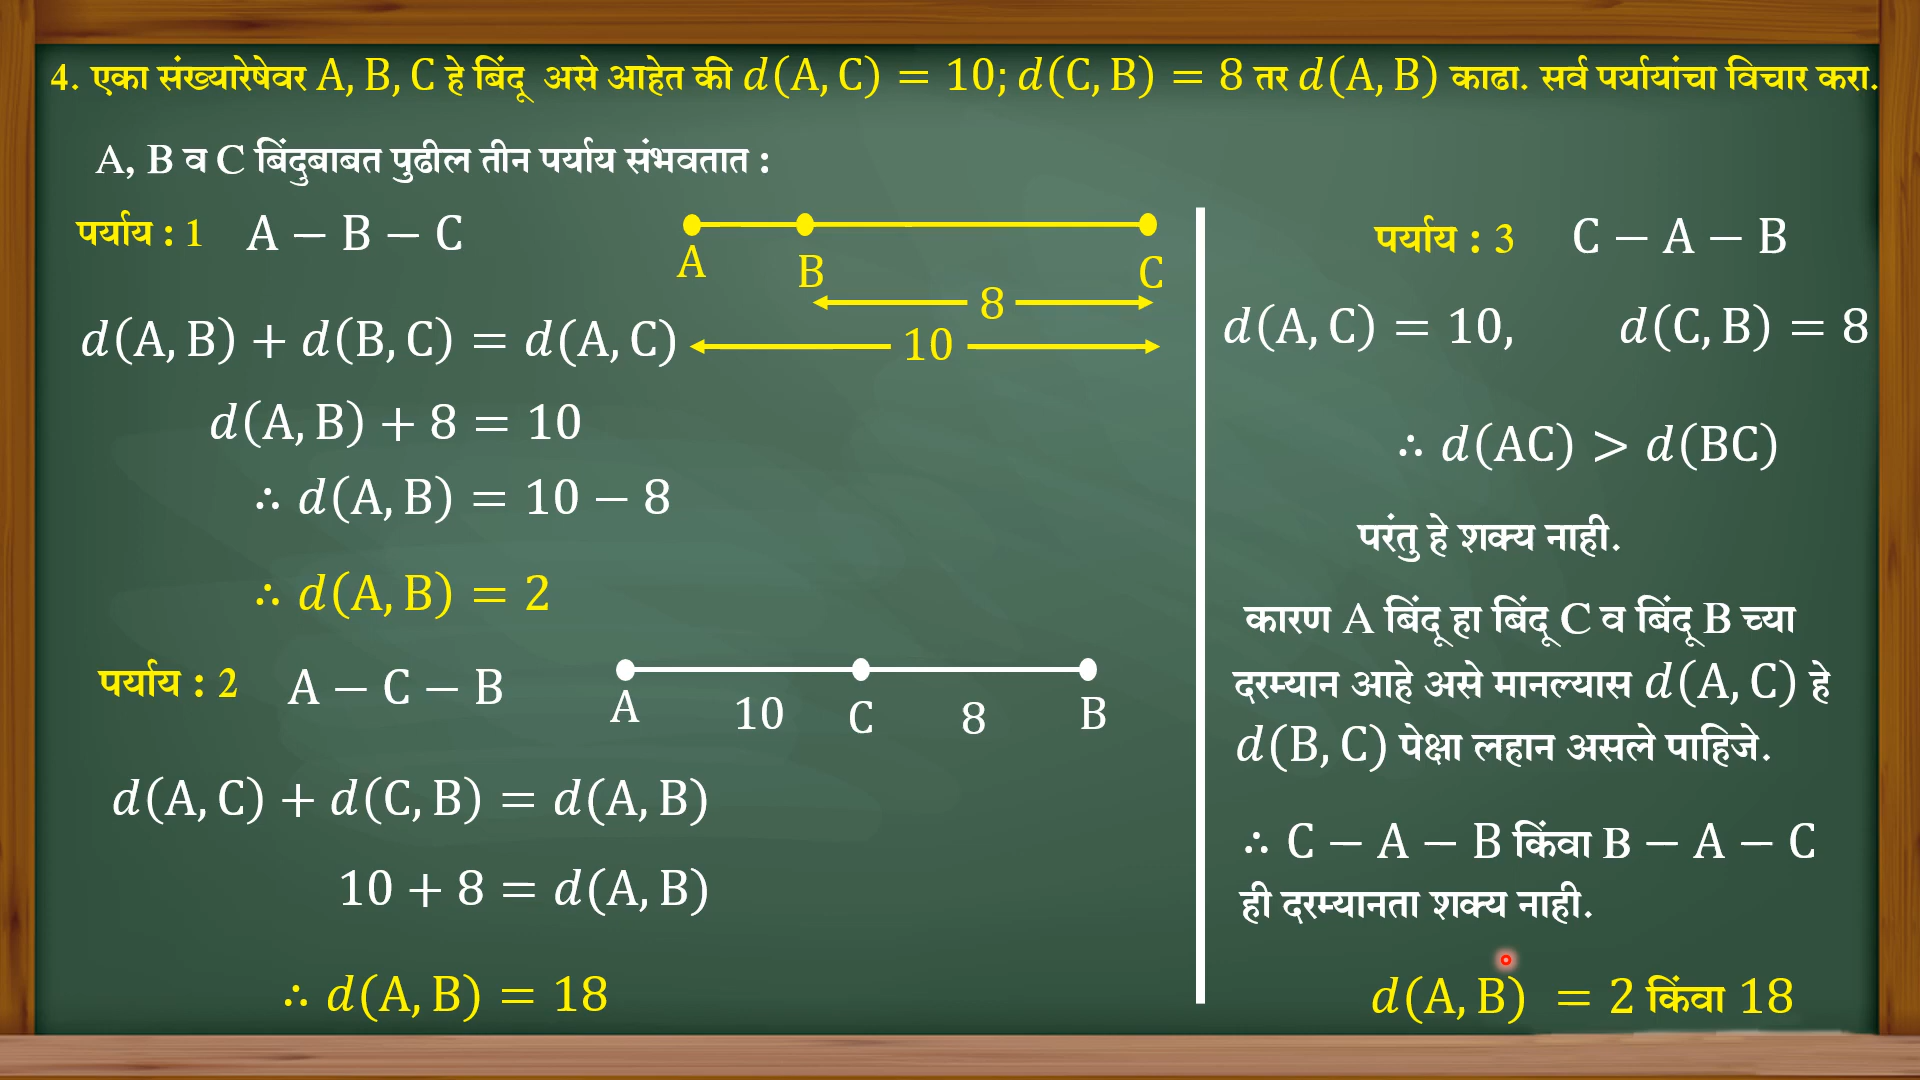 4. एका संख्यारेषेवर A, B, C हे बिंदू असे आहेत की d(A, C) = 10; d(C, B) = 8 तर d(A, B) काढा. सर्व पर्यायांचा विचार करा.
A, B व C बिंदुबाबत पुढील तीन पर्याय संभवतात :
पर्याय : 1 A − B − C
A B C
8
10
d(A, B) + d(B, C) = d(A, C)
d(A, B) + 8 = 10
∴ d(A, B) = 10 − 8
∴ d(A, B) = 2
पर्याय : 2 A − C − B
A 10 C 8 B
d(A, C) + d(C, B) = d(A, B)
10 + 8 = d(A, B)
∴ d(A, B) = 18
पर्याय : 3 C − A − B
d(A, C) = 10, d(C, B) = 8
∴ d(AC) > d(BC)
परंतु हे शक्य नाही.
कारण A बिंदू हा बिंदू C व बिंदू B च्या
दरम्यान आहे असे मानल्यास d(A, C) हे
d(B, C) पेक्षा लहान असले पाहिजे.
∴ C − A − B किंवा B − A − C
ही दरम्यानता शक्य नाही.
d(A, B) = 2 किंवा 18